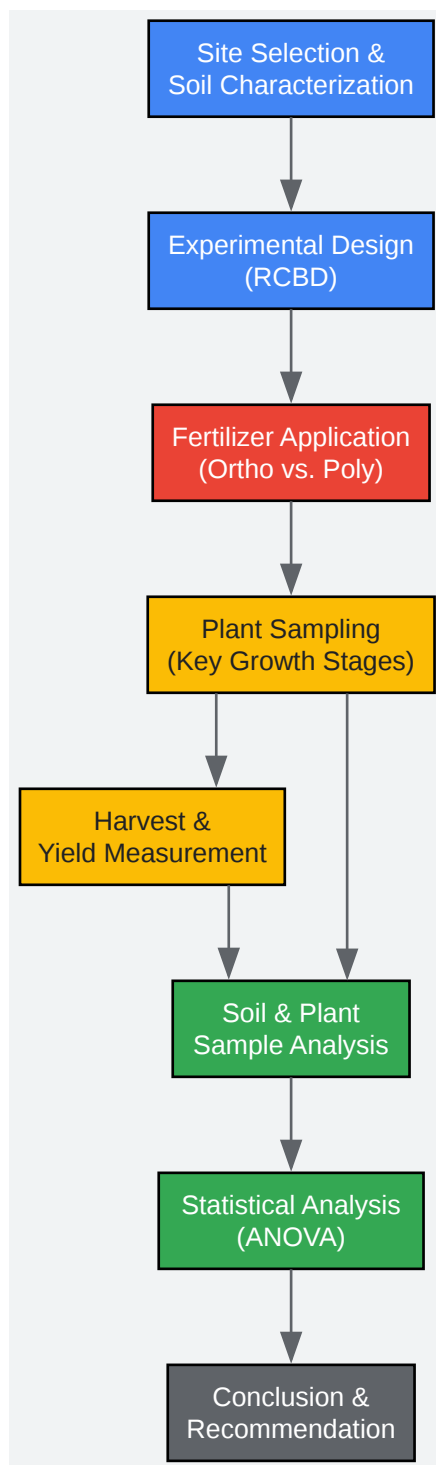 Site Selection &
Soil Characterization
Experimental Design
(RCBD)
Fertilizer Application
(Ortho vs. Poly)
Plant Sampling
(Key Growth Stages)
Harvest &
Yield Measurement
Soil & Plant
Sample Analysis
Statistical Analysis
(ANOVA)
Conclusion &
Recommendation